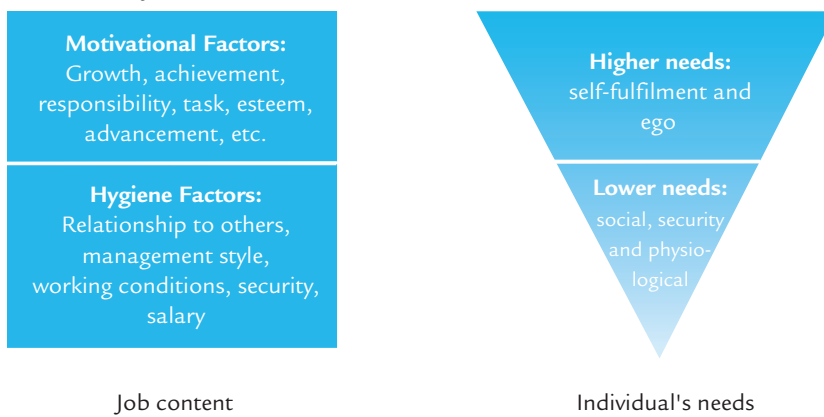 Motivational Factors:
Growth, achievement,
responsibility, task, esteem,
advancement, etc.
Hygiene Factors:
Relationship to others,
management style,
working conditions, security,
salary
Job content
Higher needs:
self-fulfilment and
ego
Lower needs:
social, security
and physio-
logical
Individual's needs